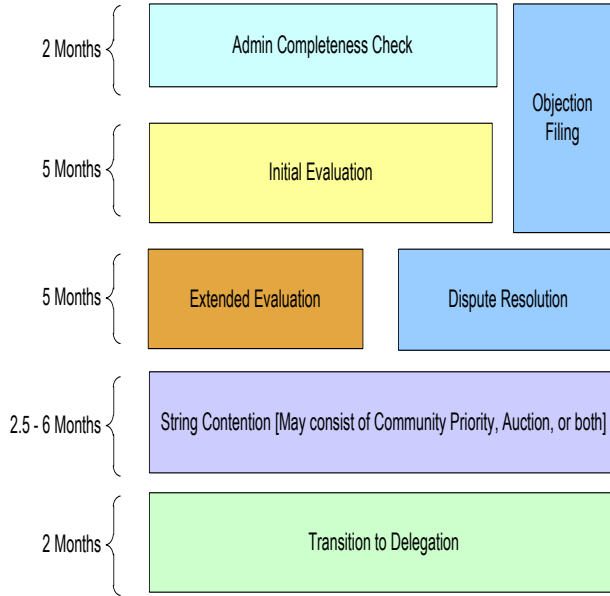 2 Months
Admin Completeness Check
Objection
Filing
5 Months
Initial Evaluation
5 Months
Extended Evaluation
Dispute Resolution
2.5 - 6 Months
String Contention [May consist of Community Priority, Auction, or both]
2 Months
Transition to Delegation